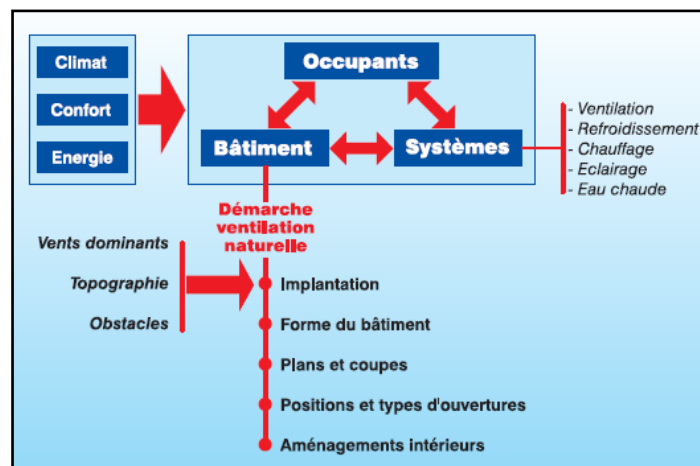 Climat
Confort
Energie
Occupants
Bâtiment
Systèmes
- Ventilation
- Refroidissement
- Chauffage
- Eclairage
- Eau chaude
Démarche
ventilation
naturelle
Vents dominants
Topographie
Obstacles
Implantation
Forme du bâtiment
Plans et coupes
Positions et types d'ouvertures
Aménagements intérieurs